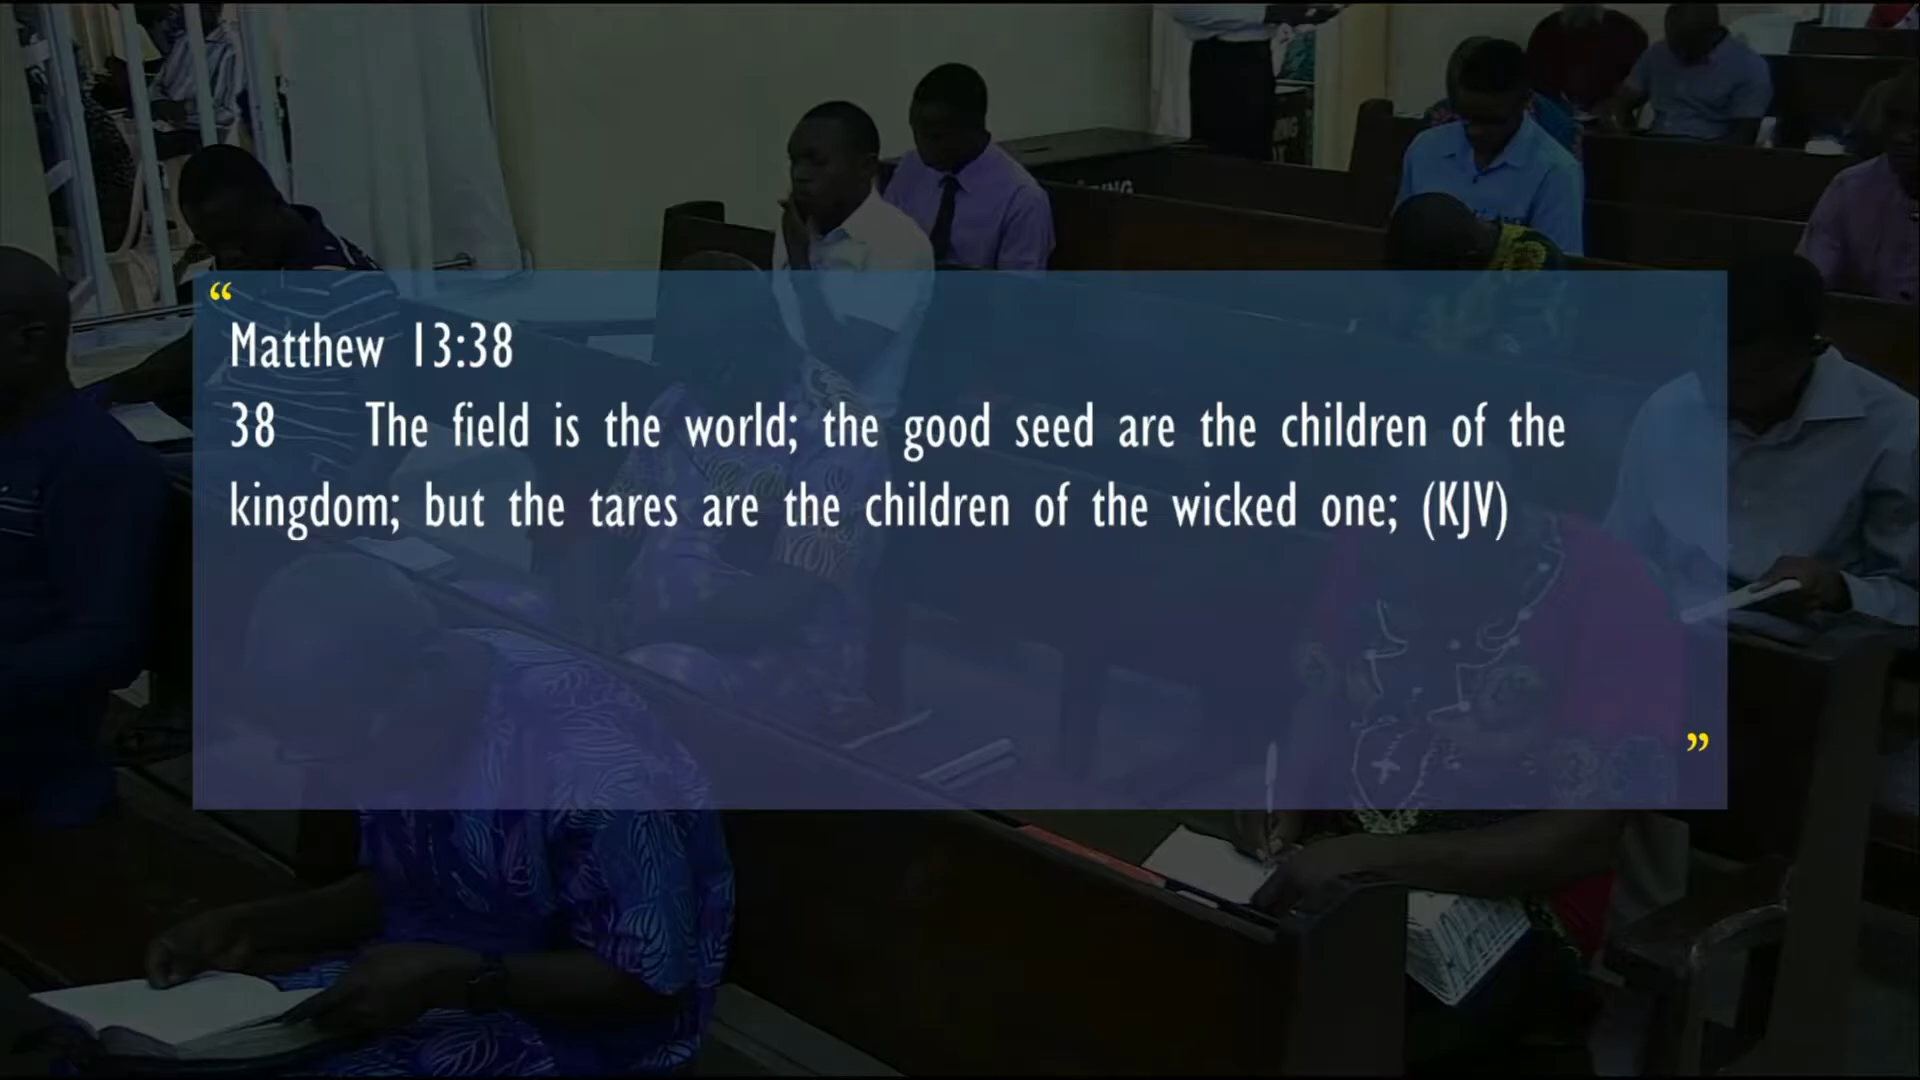 “
Matthew 13:38
38 The field is the world; the good seed are the children of the
kingdom; but the tares are the children of the wicked one; (KJV)
”